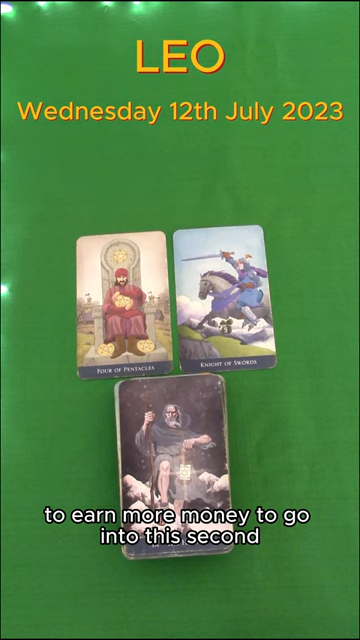 LEO
Wednesday 12th July 2023
FOUR OF PENTACLES
KNIGHT OF SWORDS
to earn more money to go
into this second